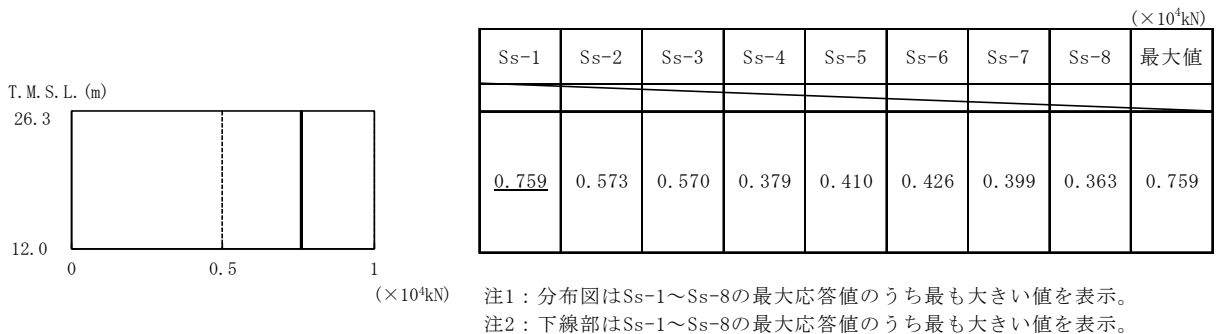 (×10⁴kN)
Ss-1 Ss-2 Ss-3 Ss-4 Ss-5 Ss-6 Ss-7 Ss-8 最大値
0.759 0.573 0.570 0.379 0.410 0.426 0.399 0.363 0.759
T.M.S.L.(m)
26.3
12.0
0 0.5 1
(×10⁴kN)
注1：分布図はSs-1～Ss-8の最大応答値のうち最も大きい値を表示。
注2：下線部はSs-1～Ss-8の最大応答値のうち最も大きい値を表示。